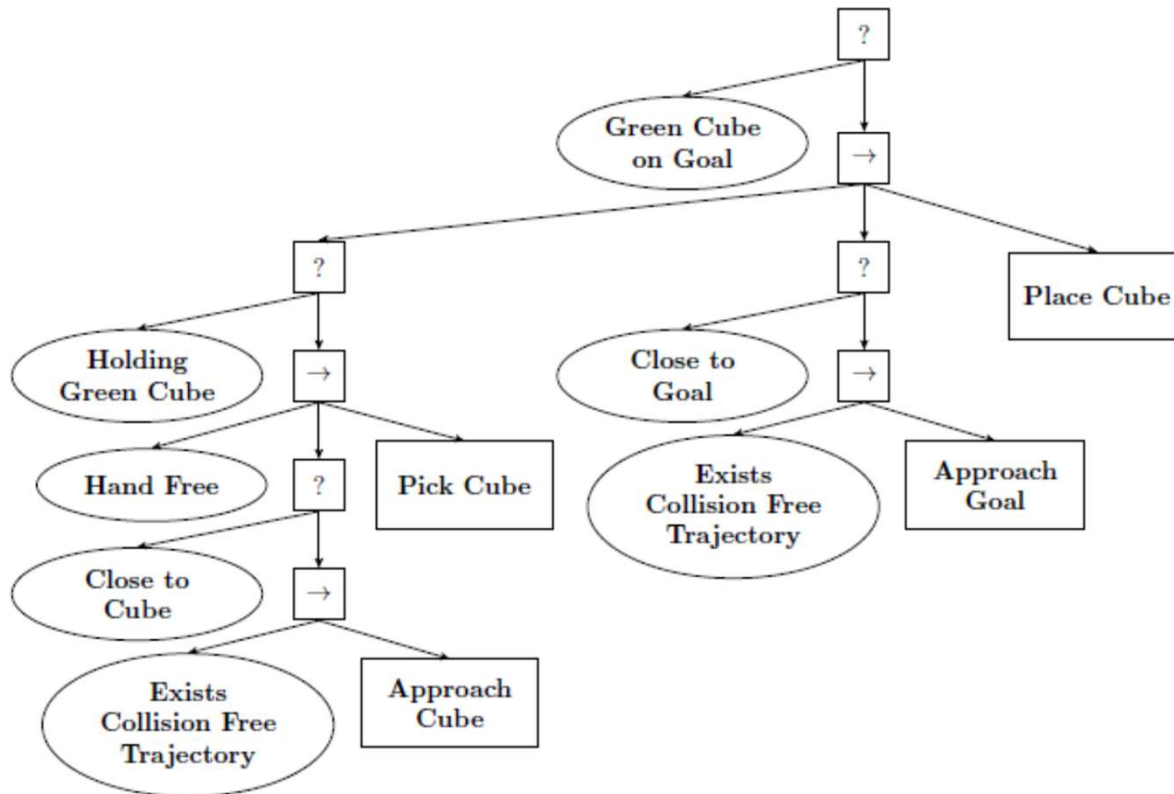 ?
Green Cube
on Goal
→
?
?
Place Cube
Holding
Green Cube
→
Close to
Goal
→
Hand Free
?
Pick Cube
Exists
Collision Free
Trajectory
Approach
Goal
Close to
Cube
→
Exists
Collision Free
Trajectory
Approach
Cube